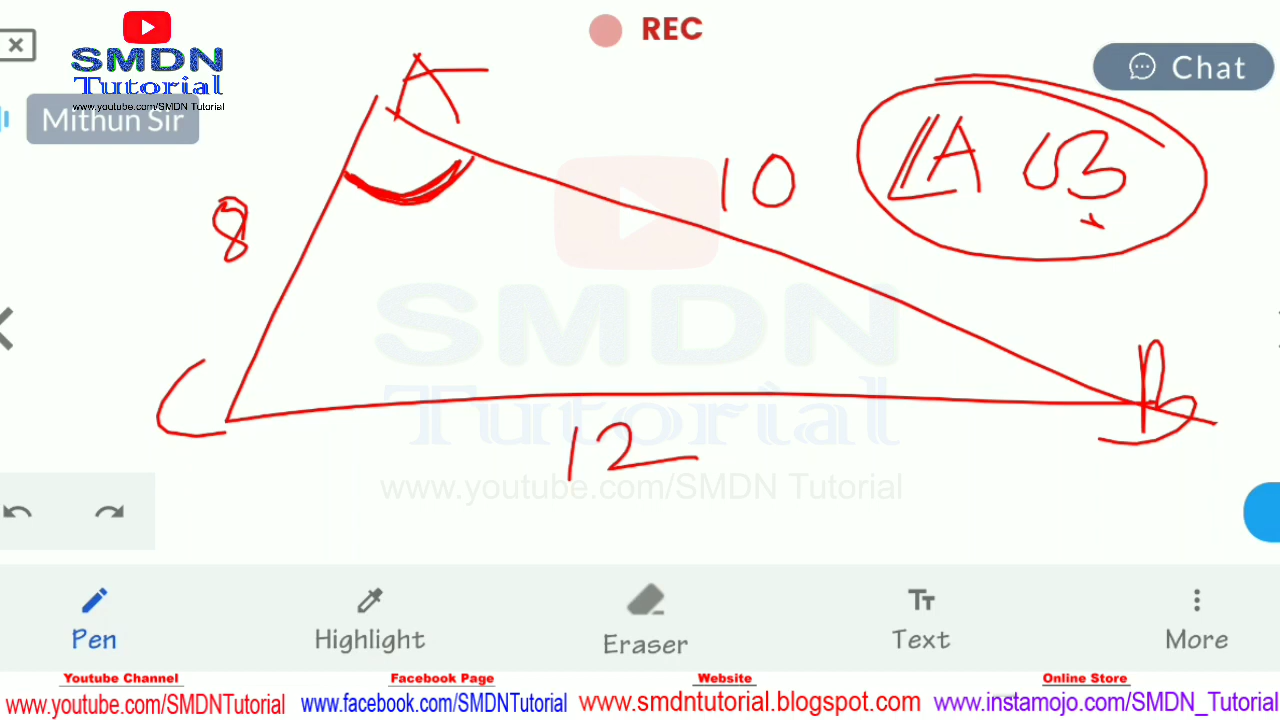 REC
SMDN
Tutorial
www.youtube.com/SMDN Tutorial
Chat
Mithun Sir
A
∠A
8
10
SMDN
Tutorial
www.youtube.com/SMDN Tutorial
C
B
12
Pen
Highlight
Eraser
Text
More
Youtube Channel
Facebook Page
Website
Online Store
www.youtube.com/SMDNTutorial
www.facebook.com/SMDNTutorial
www.smdntutorial.blogspot.com
www.instamojo.com/SMDN_Tutorial